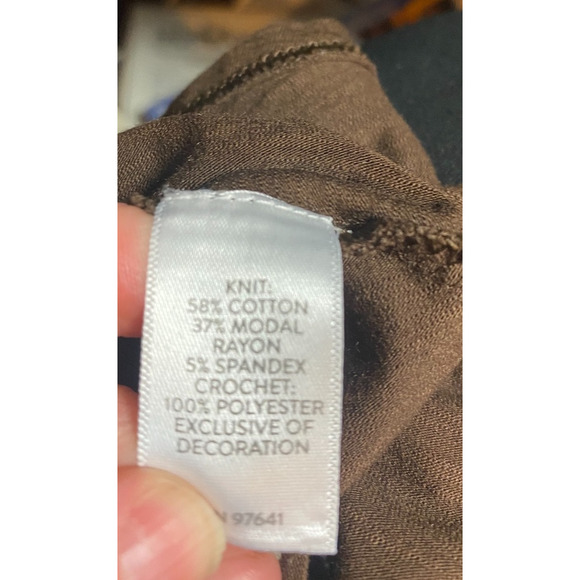 KNIT:
58% COTTON
37% MODAL
RAYON
5% SPANDEX
CROCHET:
100% POLYESTER
EXCLUSIVE OF
DECORATION
97641